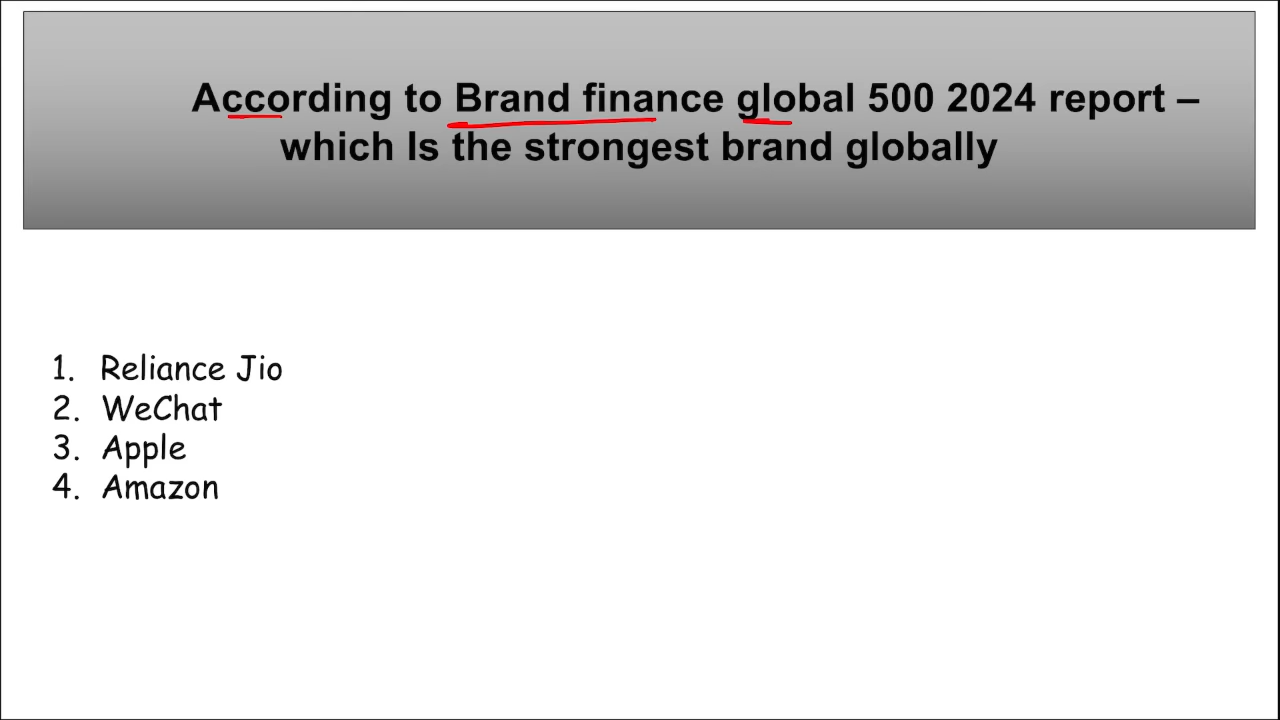 According to Brand finance global 500 2024 report –
which Is the strongest brand globally
1. Reliance Jio
2. WeChat
3. Apple
4. Amazon